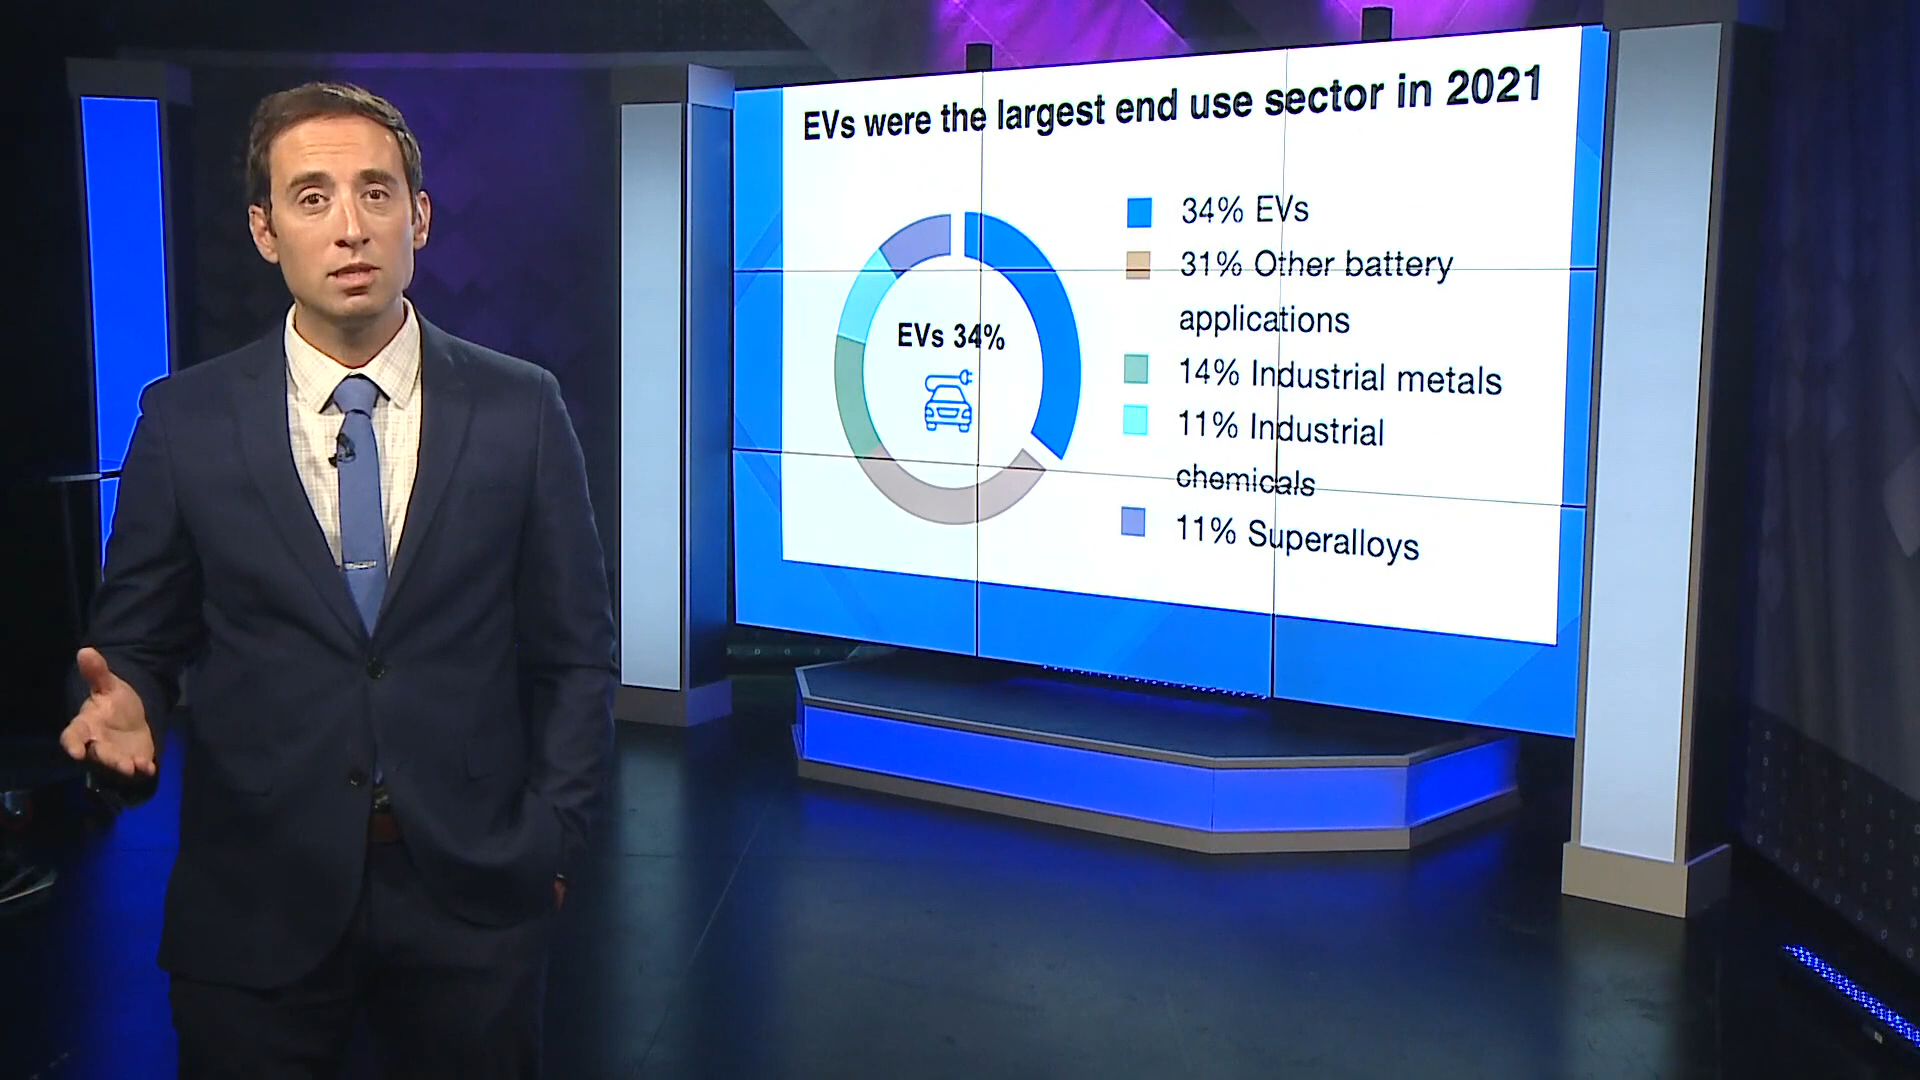 EVs were the largest end use sector in 2021
EVs 34%
34% EVs
31% Other battery
applications
14% Industrial metals
11% Industrial
chemicals
11% Superalloys